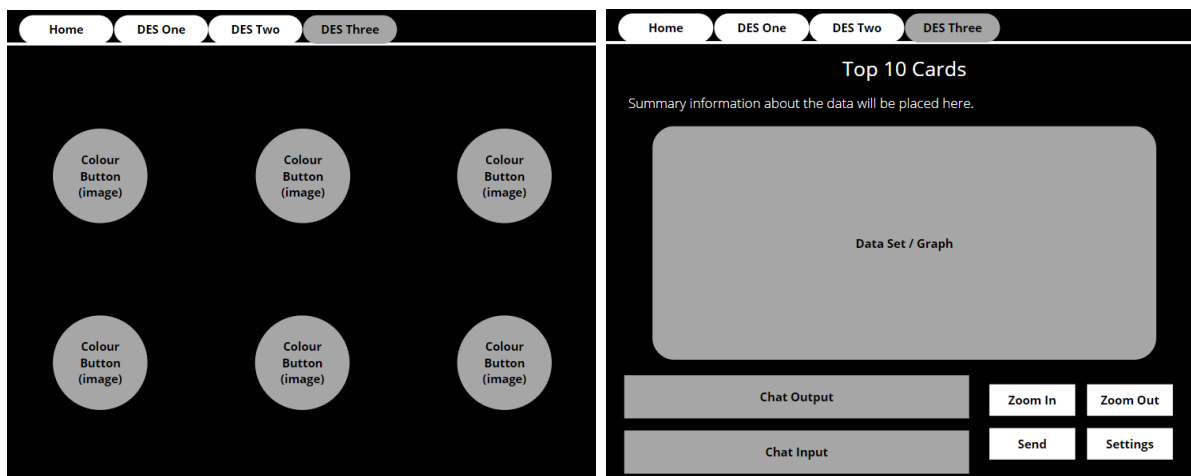 Home
DES One
DES Two
DES Three
Colour
Button
(image)
Colour
Button
(image)
Colour
Button
(image)
Colour
Button
(image)
Colour
Button
(image)
Colour
Button
(image)
Home
DES One
DES Two
DES Three
Top 10 Cards
Summary information about the data will be placed here.
Data Set / Graph
Chat Output
Zoom In
Zoom Out
Chat Input
Send
Settings